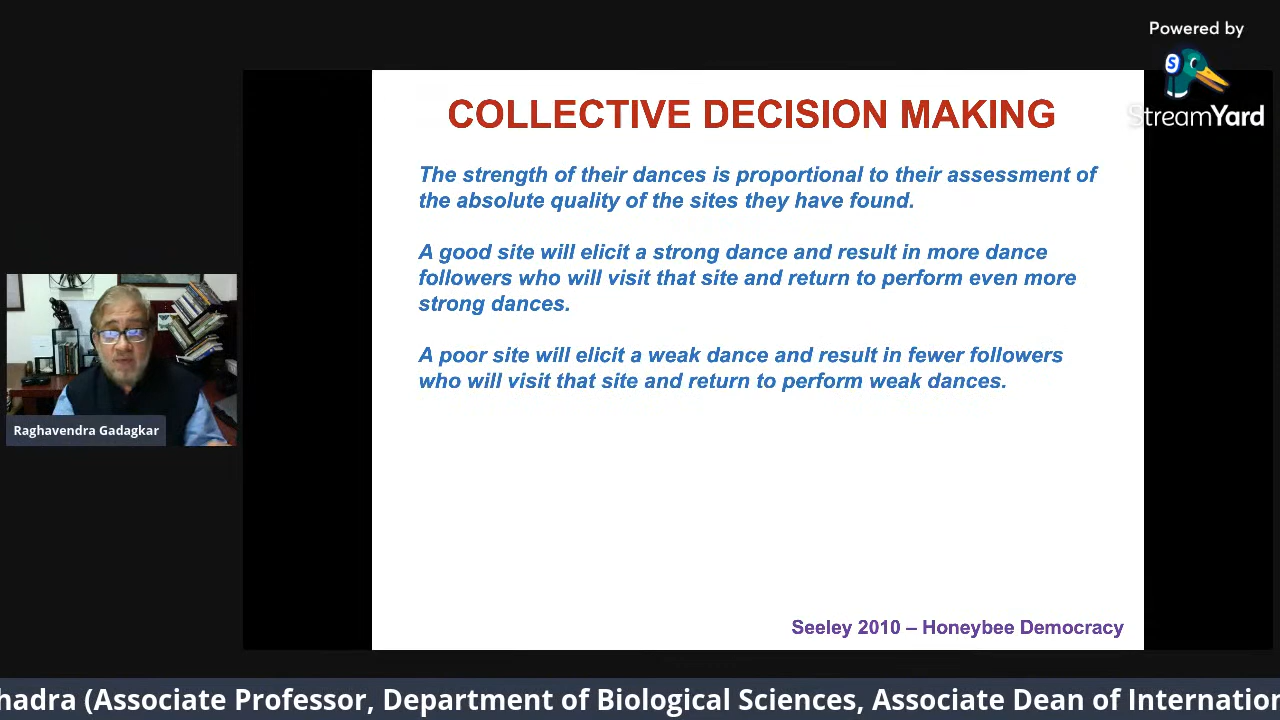 Powered by
S
StreamYard
COLLECTIVE DECISION MAKING
The strength of their dances is proportional to their assessment of
the absolute quality of the sites they have found.
A good site will elicit a strong dance and result in more dance
followers who will visit that site and return to perform even more
strong dances.
A poor site will elicit a weak dance and result in fewer followers
who will visit that site and return to perform weak dances.
Raghavendra Gadagkar
Seeley 2010 – Honeybee Democracy
hadra (Associate Professor, Department of Biological Sciences, Associate Dean of Internation